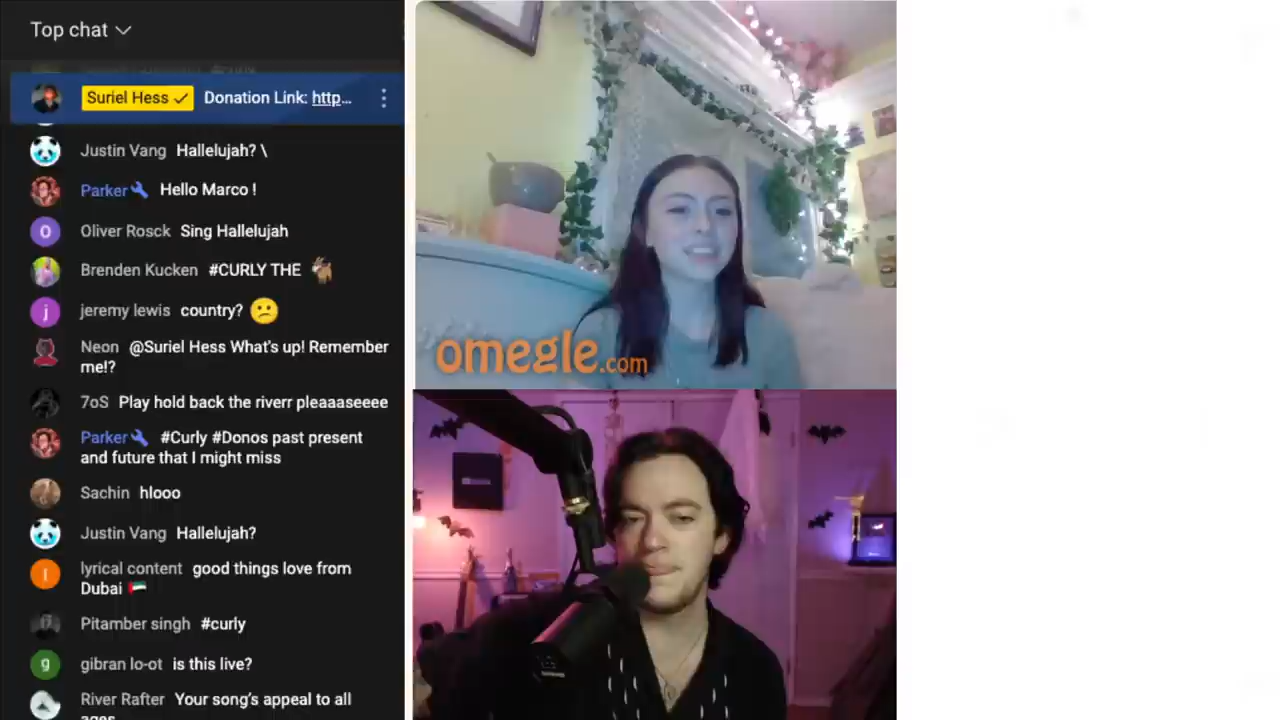 Top chat
Suriel Hess Donation Link: http...
Justin Vang Hallelujah? \
Parker Hello Marco !
Oliver Rosck Sing Hallelujah
Brenden Kucken #CURLY THE
jeremy lewis country?
Neon @Suriel Hess What's up! Remember
me!?
7oS Play hold back the riverr pleaaaseeee
Parker #Curly #Donos past present
and future that I might miss
Sachin hlooo
Justin Vang Hallelujah?
lyrical content good things love from
Dubai
Pitamber singh #curly
gibran lo-ot is this live?
River Rafter Your song's appeal to all
ages
omegle.com